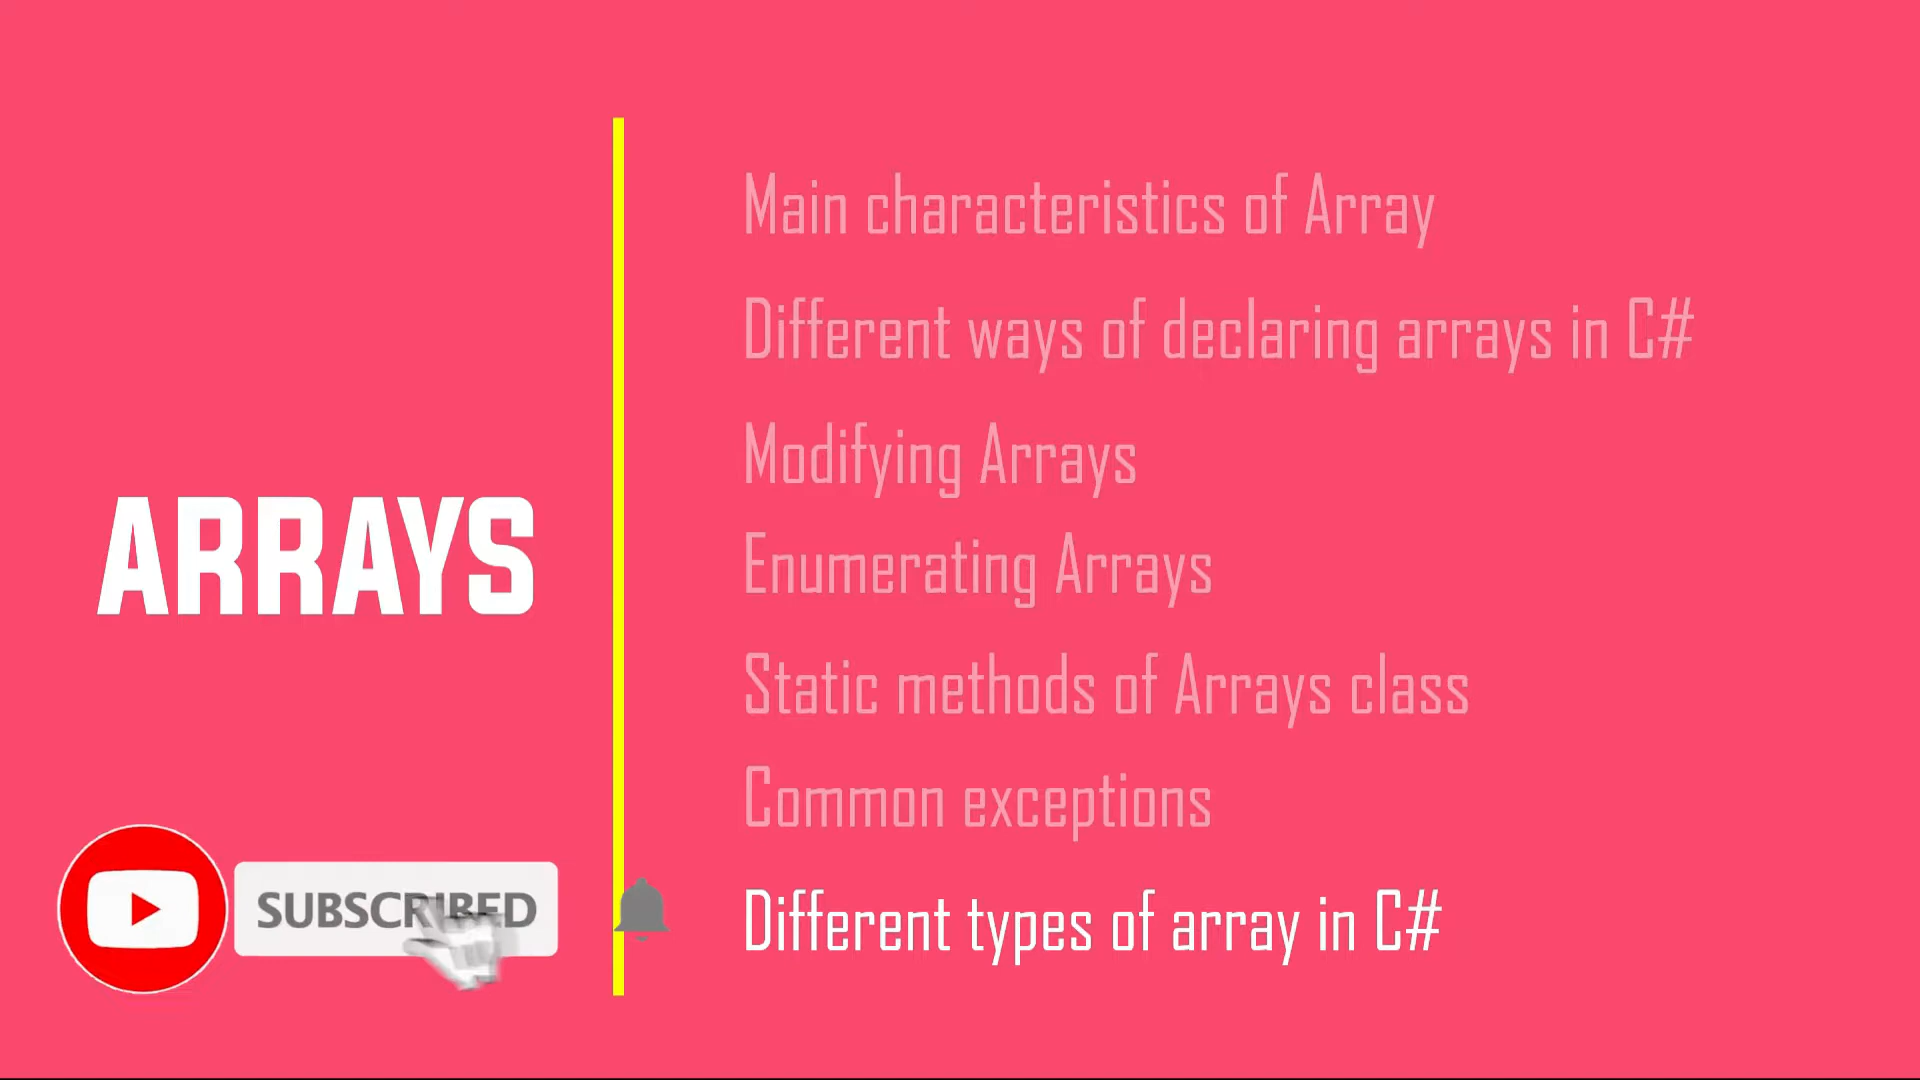 ARRAYS
Main characteristics of Array
Different ways of declaring arrays in C#
Modifying Arrays
Enumerating Arrays
Static methods of Arrays class
Common exceptions
Different types of array in C#
SUBSCRIBED